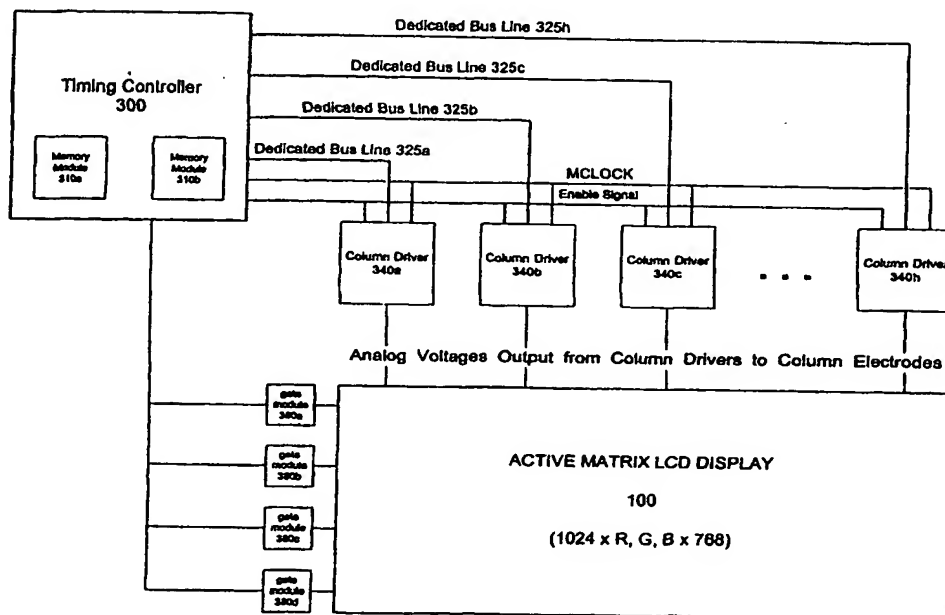 Dedicated Bus Line 325h
Dedicated Bus Line 325c
Timing Controller
300
Dedicated Bus Line 325b
Memory
Module
310a
Memory
Module
310b
Dedicated Bus Line 325a
MCLOCK
Enable Signal
Column Driver
340a
Column Driver
340b
Column Driver
340c
. . .
Column Driver
340h
Analog Voltages Output from Column Drivers to Column Electrodes
gate
module
380a
gate
module
380b
gate
module
380c
gate
module
380d
ACTIVE MATRIX LCD DISPLAY
100
(1024 x R, G, B x 768)